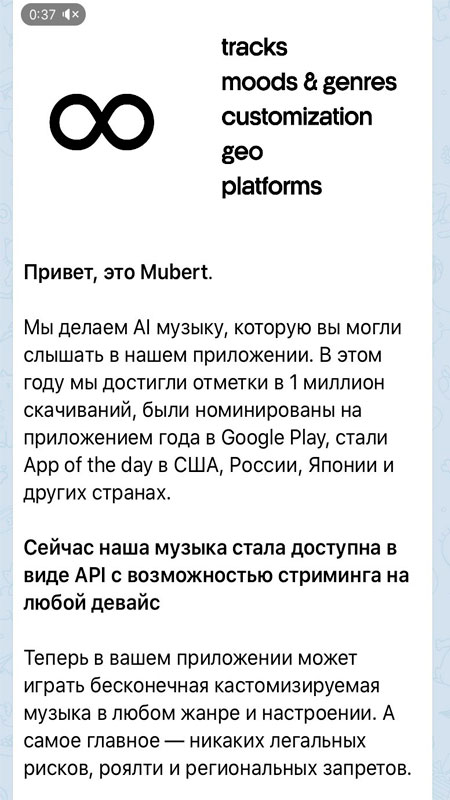 0:37
tracks
moods & genres
customization
geo
platforms
Привет, это Mubert.
Мы делаем AI музыку, которую вы могли
слышать в нашем приложении. В этом
году мы достигли отметки в 1 миллион
скачиваний, были номинированы на
приложением года в Google Play, стали
App of the day в США, России, Японии и
других странах.
Сейчас наша музыка стала доступна в
виде API с возможностью стриминга на
любой девайс
Теперь в вашем приложении может
играть бесконечная кастомизируемая
музыка в любом жанре и настроении. А
самое главное — никаких легальных
рисков, роялти и региональных запретов.